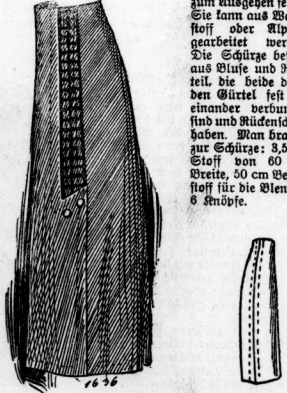 zum Ausgehen fe
Sie kann aus Wa
stoff oder Alp
gearbeitet wer
Die Schürze be
aus Bluse und R
teil, die beide d
den Gürtel fest
einander verbun
sind und Rückensch
haben. Man bra
zur Schürze: 3,5
Stoff von 60
Breite, 50 cm Be
stoff für die Blen
6 Knöpfe.
1636.